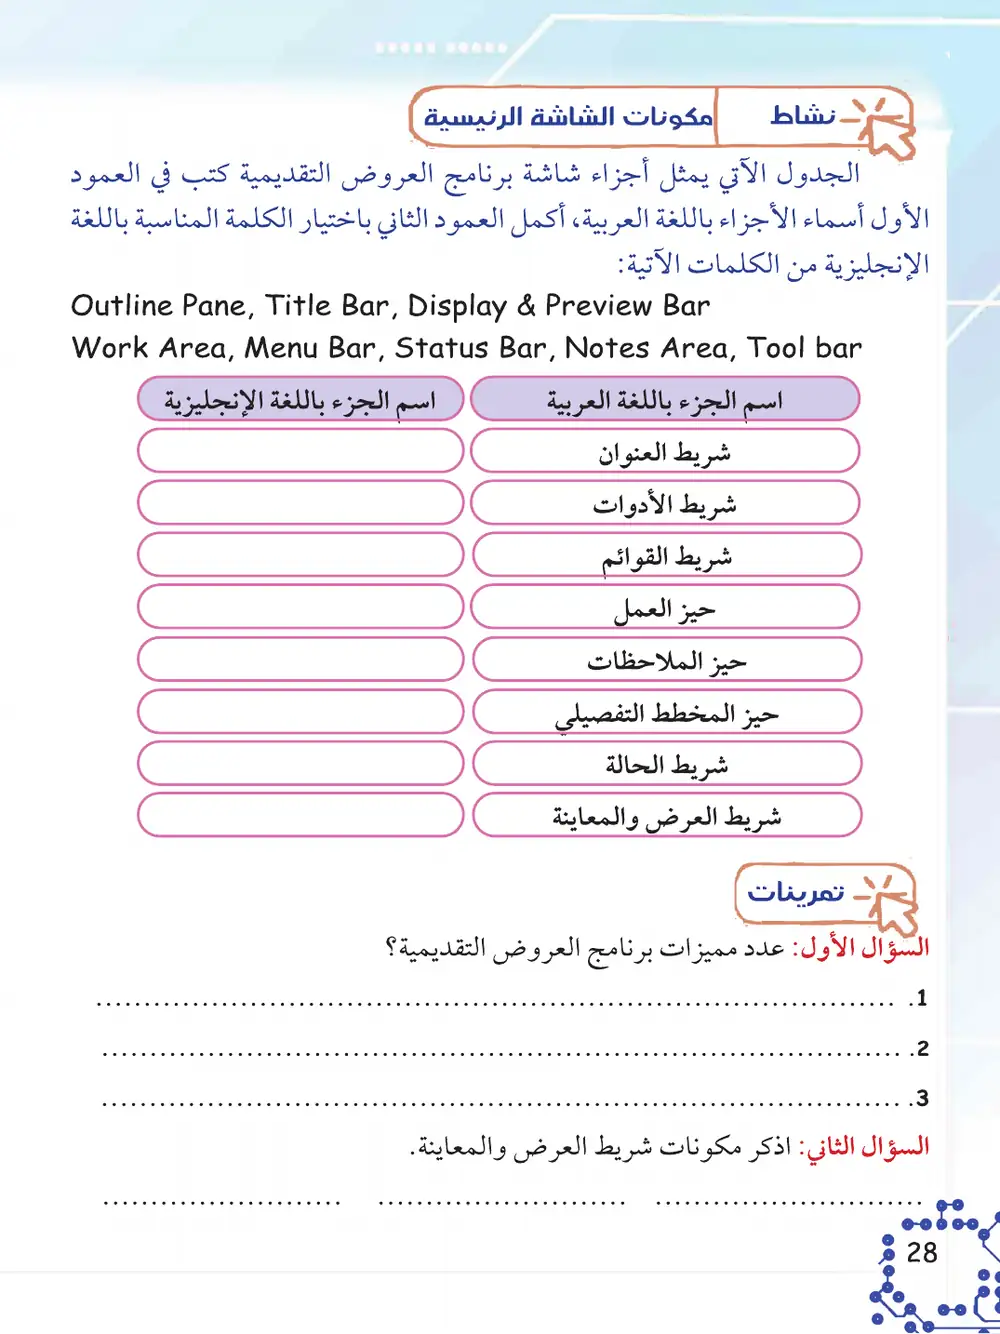 نشاط
مكونات الشاشة الرئيسية
الجدول الآتي يمثل أجزاء شاشة برنامج العروض التقديمية كتب في العمود
الأول أسماء الأجزاء باللغة العربية، أكمل العمود الثاني باختيار الكلمة المناسبة باللغة
الإنجليزية من الكلمات الآتية:
Outline Pane, Title Bar, Display & Preview Bar
Work Area, Menu Bar, Status Bar, Notes Area, Tool bar
اسم الجزء باللغة العربية
اسم الجزء باللغة الإنجليزية
شريط العنوان
شريط الأدوات
شريط القوائم
حيز العمل
حيز الملاحظات
حيز المخطط التفصيلي
شريط الحالة
شريط العرض والمعاينة
تمرينات
السؤال الأول: عدد مميزات برنامج العروض التقديمية؟
1. ................................................................................
2. ................................................................................
3. ................................................................................
السؤال الثاني: اذكر مكونات شريط العرض والمعاينة.
........................... ......................... ........................
28